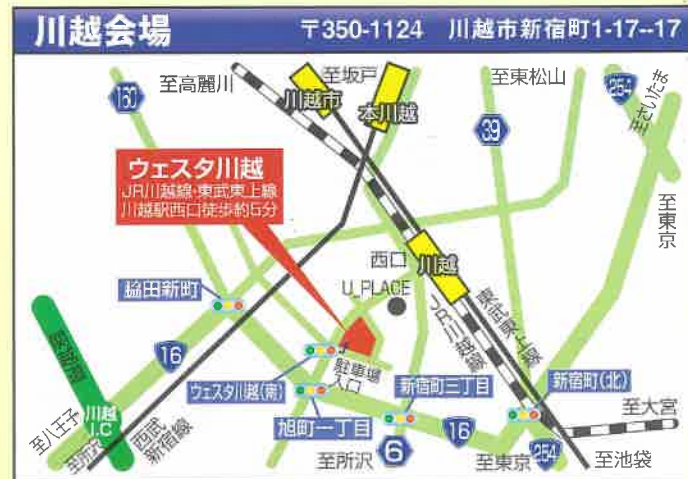 川越会場 〒350-1124 川越市新宿町1-17--17
至高麗川
至坂戸
至東松山
254
至さいたま
160
川越市
本川越
39
ウェスタ川越
JR川越線・東武東上線
川越駅西口徒歩約5分
至東京
西口
川越
U_PLACE
脇田新町
JR川越線
東武東上線
関越道
16
駐車場
入口
ウェスタ川越(南)
新宿町三丁目
新宿町(北)
川越
I.C
至八王子
至所沢
西武
新宿線
旭町一丁目
6
16
至大宮
至所沢
至東京
254
至池袋